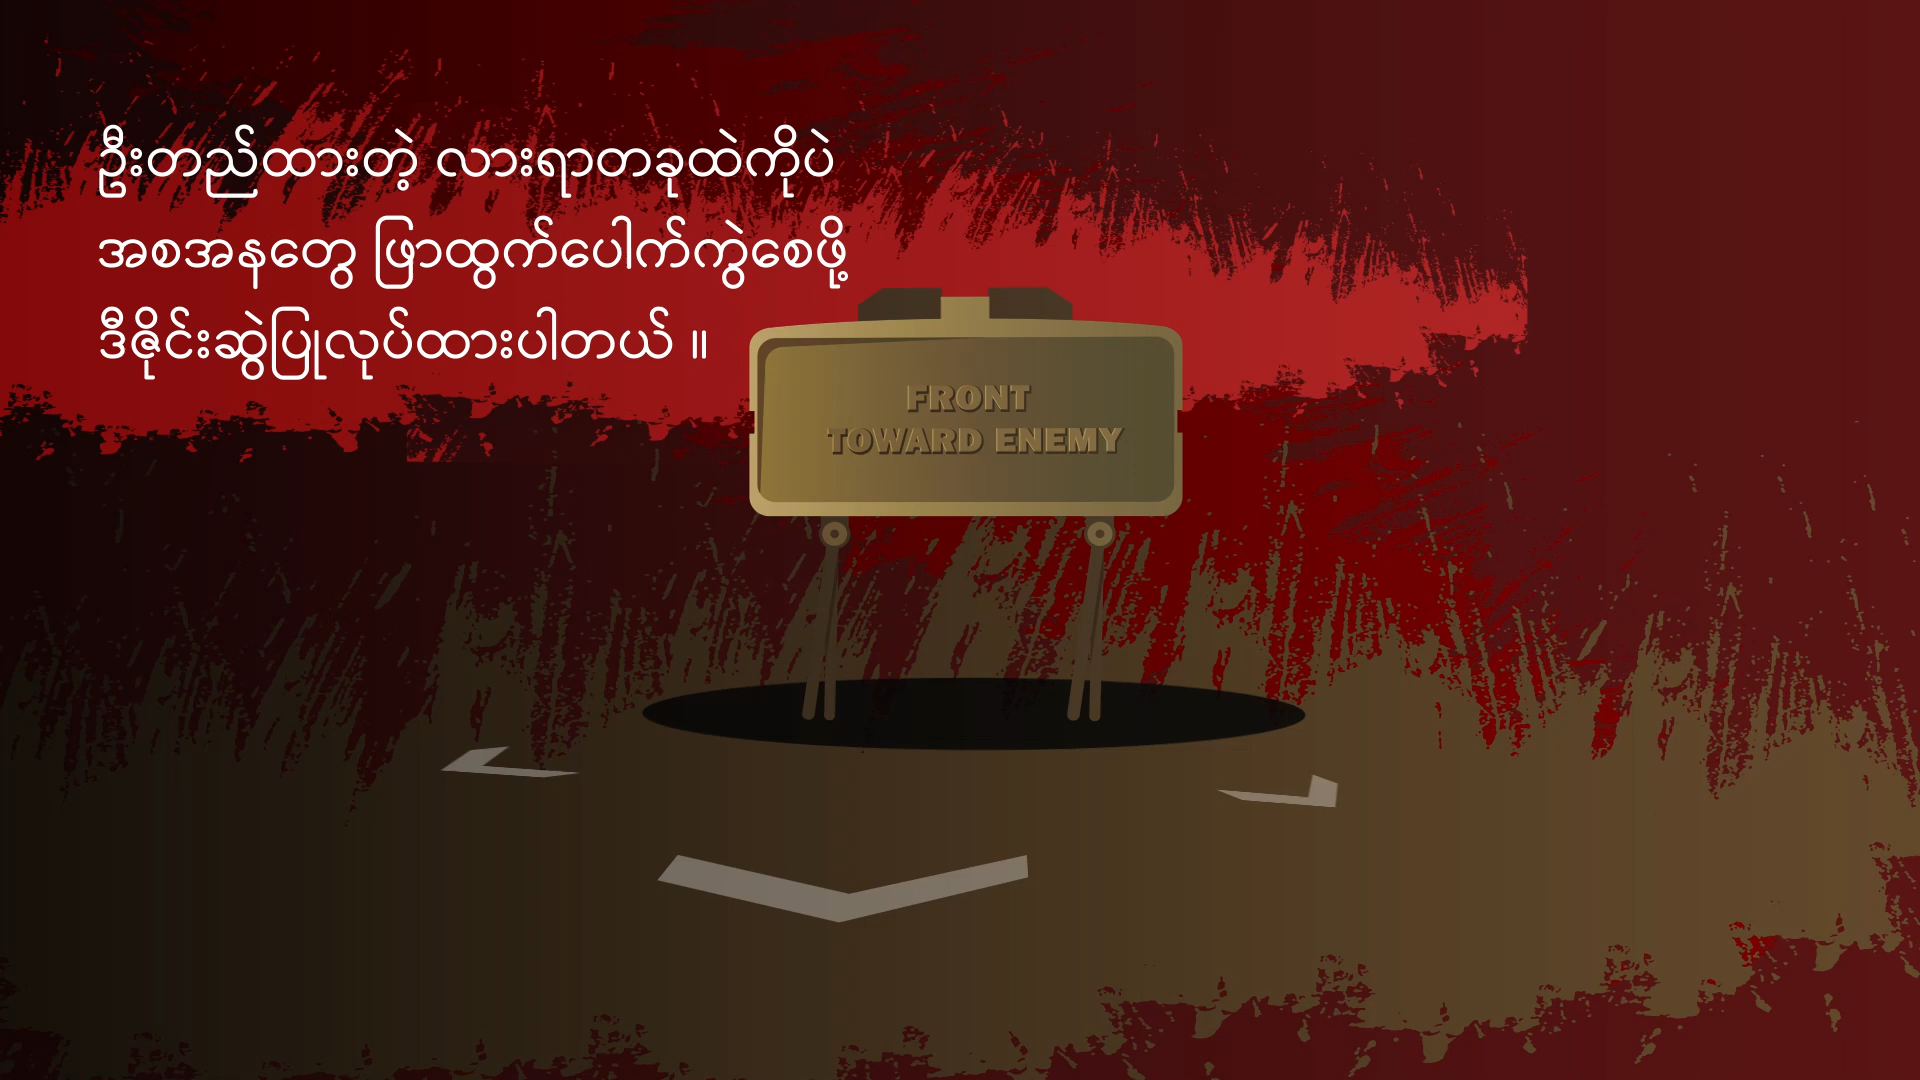 ဦးတည်ထားတဲ့ လားရာတခုထဲကိုပဲ
အစအနတွေ ဖြာထွက်ပေါက်ကွဲစေဖို့
ဒီဇိုင်းဆွဲပြုလုပ်ထားပါတယ် ။
FRONT
TOWARD ENEMY